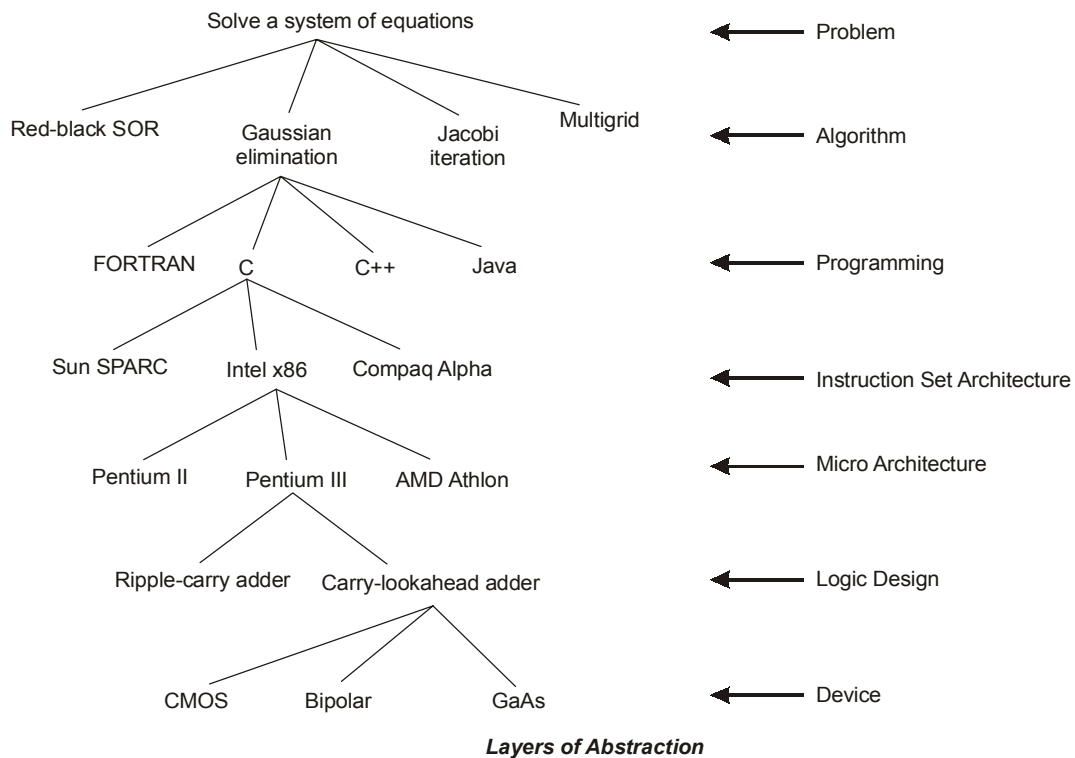 Solve a system of equations
Problem
Red-black SOR
Gaussian
elimination
Jacobi
iteration
Multigrid
Algorithm
FORTRAN
C
C++
Java
Programming
Sun SPARC
Intel x86
Compaq Alpha
Instruction Set Architecture
Pentium II
Pentium III
AMD Athlon
Micro Architecture
Ripple-carry adder
Carry-lookahead adder
Logic Design
CMOS
Bipolar
GaAs
Device
Layers of Abstraction